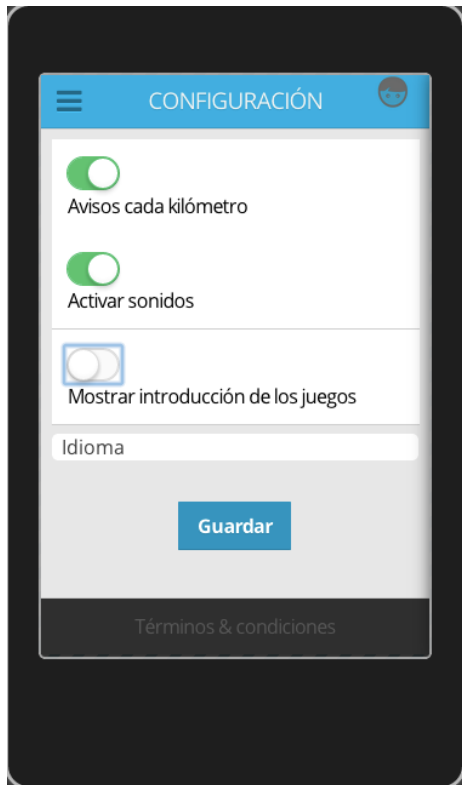 CONFIGURACIÓN
Avisos cada kilómetro
Activar sonidos
Mostrar introducción de los juegos
Idioma
Guardar
Términos & condiciones